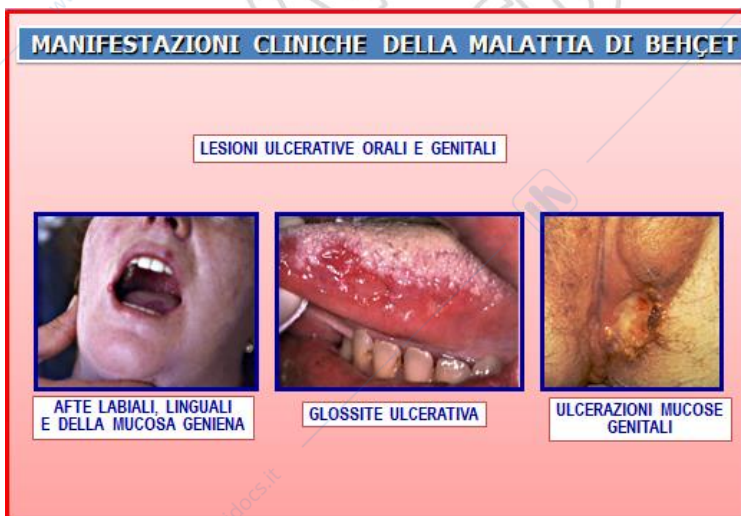 MANIFESTAZIONI CLINICHE DELLA MALATTIA DI BEHÇET
LESIONI ULCERATIVE ORALI E GENITALI
AFTE LABIALI, LINGUALI
E DELLA MUCOSA GENIENA
GLOSSITE ULCERATIVA
ULCERAZIONI MUCOSE
GENITALI